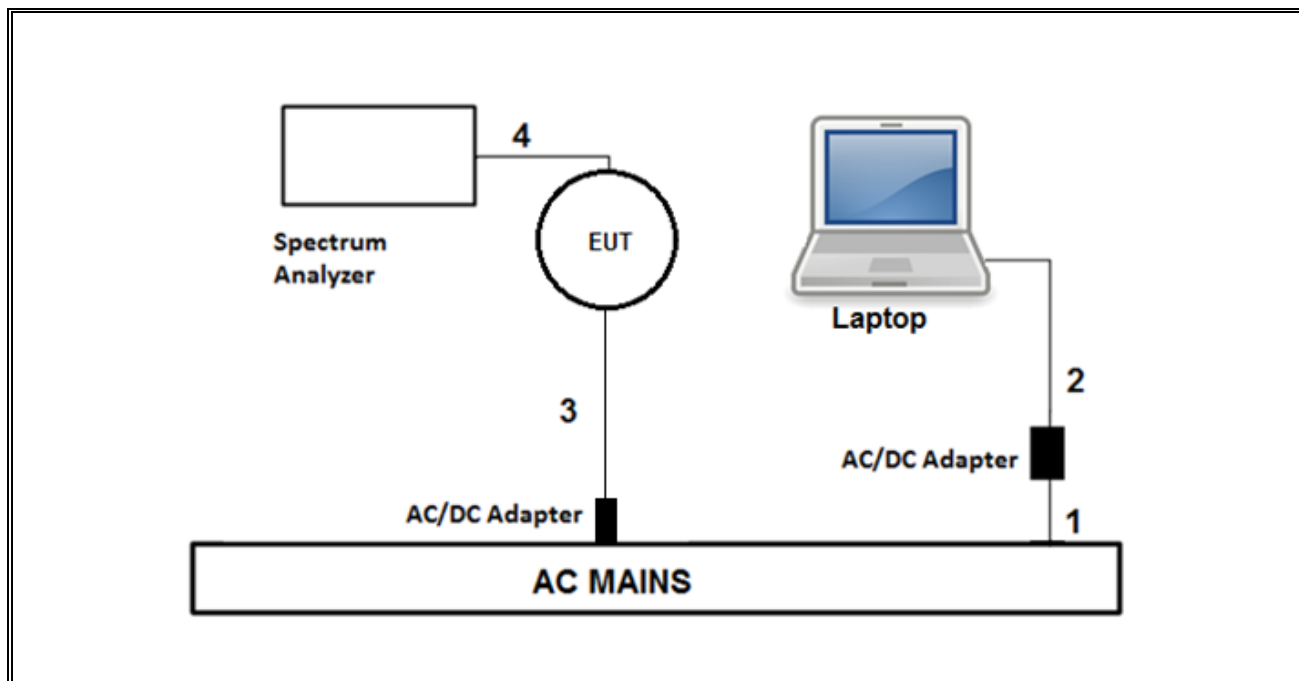 4
Spectrum
Analyzer
EUT
Laptop
2
3
AC/DC Adapter
AC/DC Adapter
1
AC MAINS